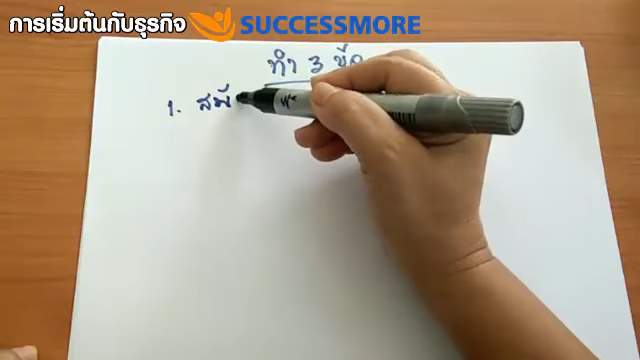 การเริ่มต้นกับธุรกิจ SUCCESSMORE
ทำ 3 ข้อ
1. สมั